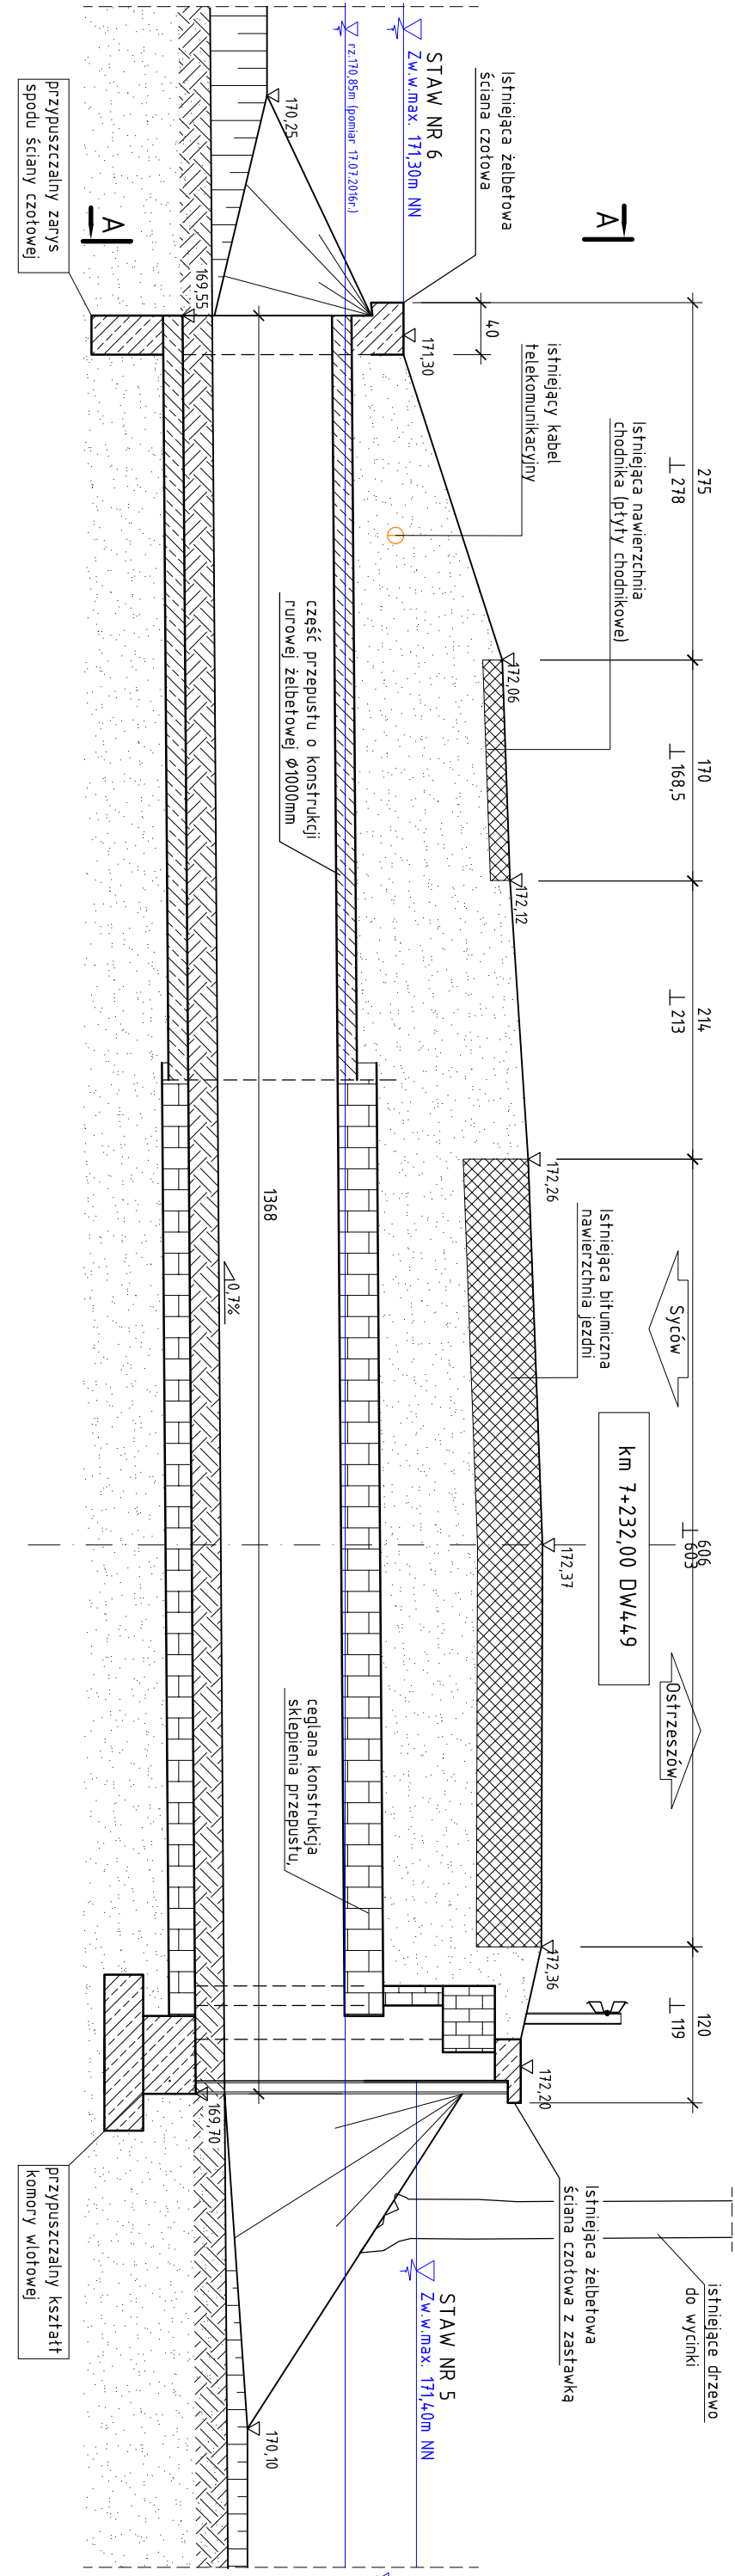 275
278
170
168,5
214
213
606
603
120
119
Syców
Ostrzeszów
km 7+232,00 DW449
A
A
STAW NR 6
Zw.w.max. 171,30m NN
rz.170,85m (pomiar 17.07.2016r.)
Istniejąca żelbetowa
ściana czołowa
40
171,30
istniejący kabel
telekomunikacyjny
Istniejąca nawierzchnia
chodnika (płyty chodnikowe)
172,06
172,12
172,26
Istniejąca bitumiczna
nawierzchnia jezdni
172,37
172,36
172,20
Istniejąca żelbetowa
ściana czołowa z zastawką
istniejące drzewo
do wycinki
STAW NR 5
Zw.w.max. 171,40m NN
170,25
169,55
część przepustu o konstrukcji
rurowej żelbetowej Ø1000mm
1368
0,7%
ceglana konstrukcja
sklepienia przepustu,
169,70
170,10
przypuszczalny zarys
spodu ściany czołowej
przypuszczalny kształt
komory wlotowej